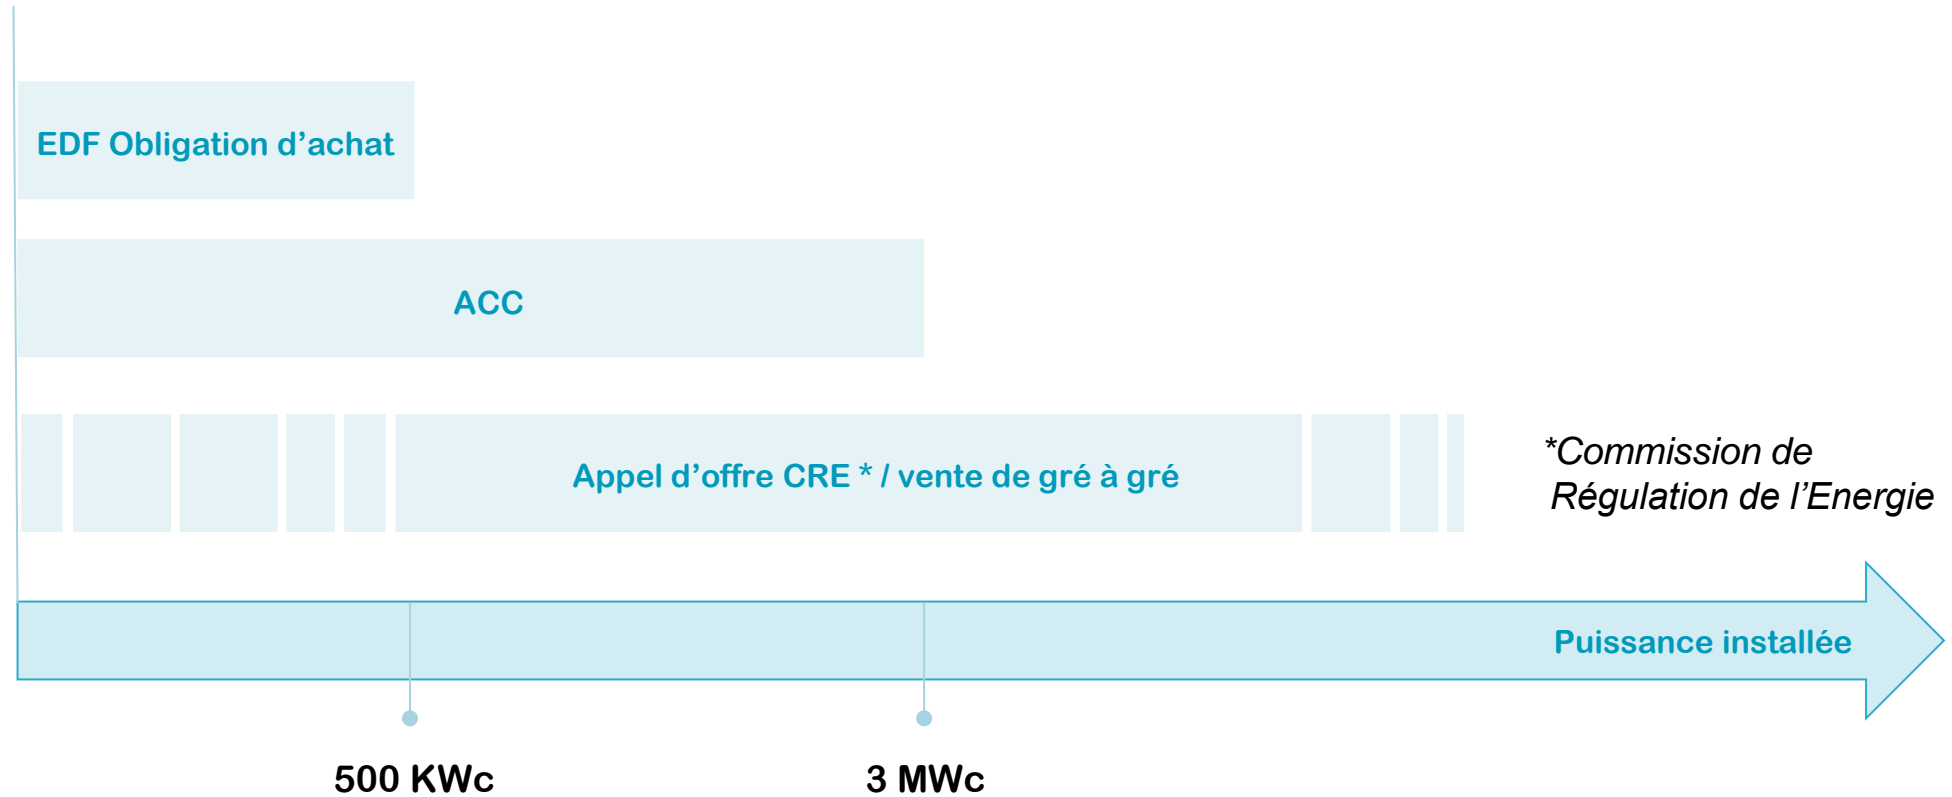 EDF Obligation d’achat
ACC
Appel d’offre CRE * / vente de gré à gré
*Commission de
Régulation de l’Energie
Puissance installée
500 KWc
3 MWc